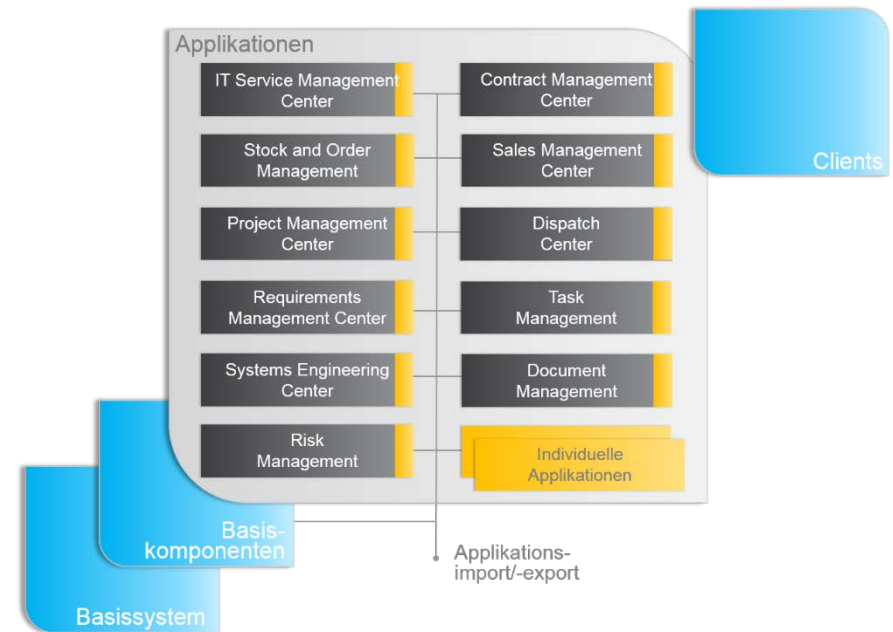 Applikationen
IT Service Management
Center
Contract Management
Center
Stock and Order
Management
Sales Management
Center
Project Management
Center
Dispatch
Center
Requirements
Management Center
Task
Management
Systems Engineering
Center
Document
Management
Risk
Management
Individuelle
Applikationen
Clients
Basis-
komponenten
Applikations-
import/-export
Basissystem